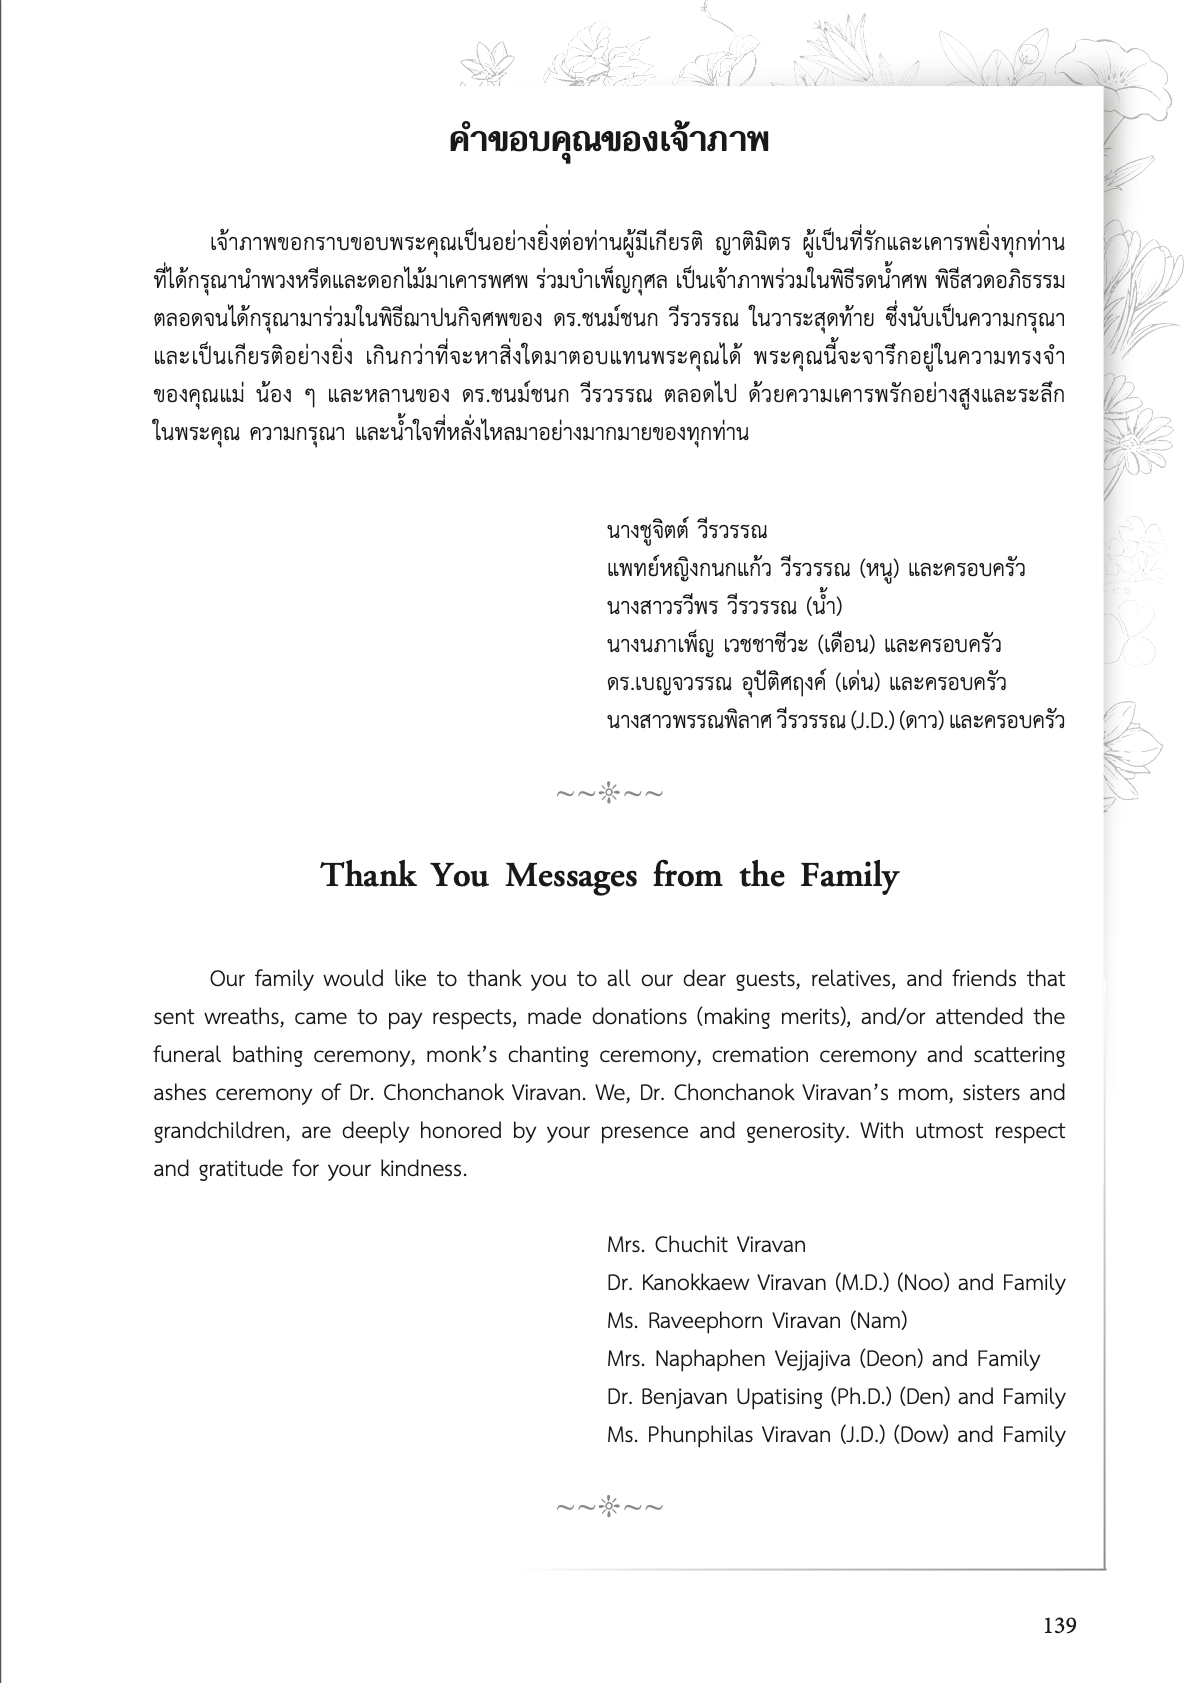 คำขอบคุณของเจ้าภาพ
เจ้าภาพขอกราบขอบพระคุณเป็นอย่างยิ่งต่อท่านผู้มีเกียรติ ญาติมิตร ผู้เป็นที่รักและเคารพยิ่งทุกท่าน
ที่ได้กรุณานำพวงหรีดและดอกไม้มาเคารพศพ ร่วมบำเพ็ญกุศล เป็นเจ้าภาพร่วมในพิธีรดน้ำศพ พิธีสวดอภิธรรม
ตลอดจนได้กรุณามาร่วมในพิธีฌาปนกิจศพของ ดร.ชนม์ชนก วีรวรรณ ในวาระสุดท้าย ซึ่งนับเป็นความกรุณา
และเป็นเกียรติอย่างยิ่ง เกินกว่าที่จะหาสิ่งใดมาตอบแทนพระคุณได้ พระคุณนี้จะจารึกอยู่ในความทรงจำ
ของคุณแม่ น้อง ๆ และหลานของ ดร.ชนม์ชนก วีรวรรณ ตลอดไป ด้วยความเคารพรักอย่างสูงและระลึก
ในพระคุณ ความกรุณา และน้ำใจที่หลั่งไหลมาอย่างมากมายของทุกท่าน
นางชูจิตต์ วีรวรรณ
แพทย์หญิงกนกแก้ว วีรวรรณ (หนู) และครอบครัว
นางสาวรวีพร วีรวรรณ (น้ำ)
นางนภาเพ็ญ เวชชาชีวะ (เดือน) และครอบครัว
ดร.เบญจวรรณ อุปัติศฤงค์ (เด่น) และครอบครัว
นางสาวพรรณพิลาศ วีรวรรณ (J.D.) (ดาว) และครอบครัว
Thank You Messages from the Family
Our family would like to thank you to all our dear guests, relatives, and friends that
sent wreaths, came to pay respects, made donations (making merits), and/or attended the
funeral bathing ceremony, monk's chanting ceremony, cremation ceremony and scattering
ashes ceremony of Dr. Chonchanok Viravan. We, Dr. Chonchanok Viravan's mom, sisters and
grandchildren, are deeply honored by your presence and generosity. With utmost respect
and gratitude for your kindness.
Mrs. Chuchit Viravan
Dr. Kanokkaew Viravan (M.D.) (Noo) and Family
Ms. Raveephorn Viravan (Nam)
Mrs. Naphaphen Vejjajiva (Deon) and Family
Dr. Benjavan Upatising (Ph.D.) (Den) and Family
Ms. Phunphilas Viravan (J.D.) (Dow) and Family
139